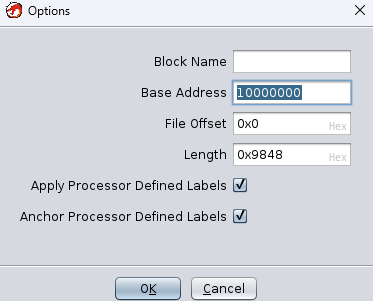 Options
Block Name
Base Address 10000000
File Offset 0x0 Hex
Length 0x9848 Hex
Apply Processor Defined Labels
Anchor Processor Defined Labels
OK Cancel